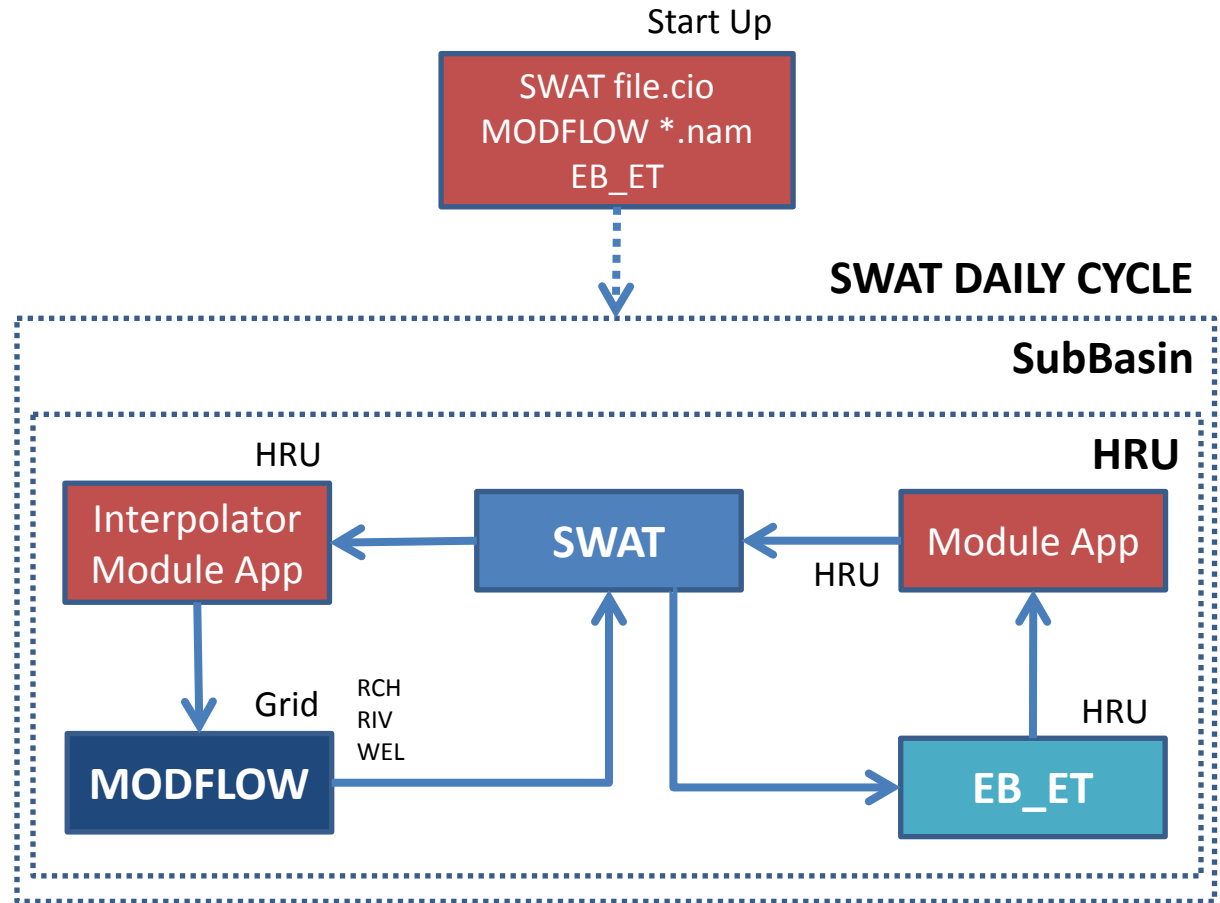 Start Up
SWAT file.cio
MODFLOW *.nam
EB_ET
SWAT DAILY CYCLE
SubBasin
HRU
HRU
Interpolator
Module App
SWAT
Module App
HRU
Grid
RCH
RIV
WEL
HRU
MODFLOW
EB_ET